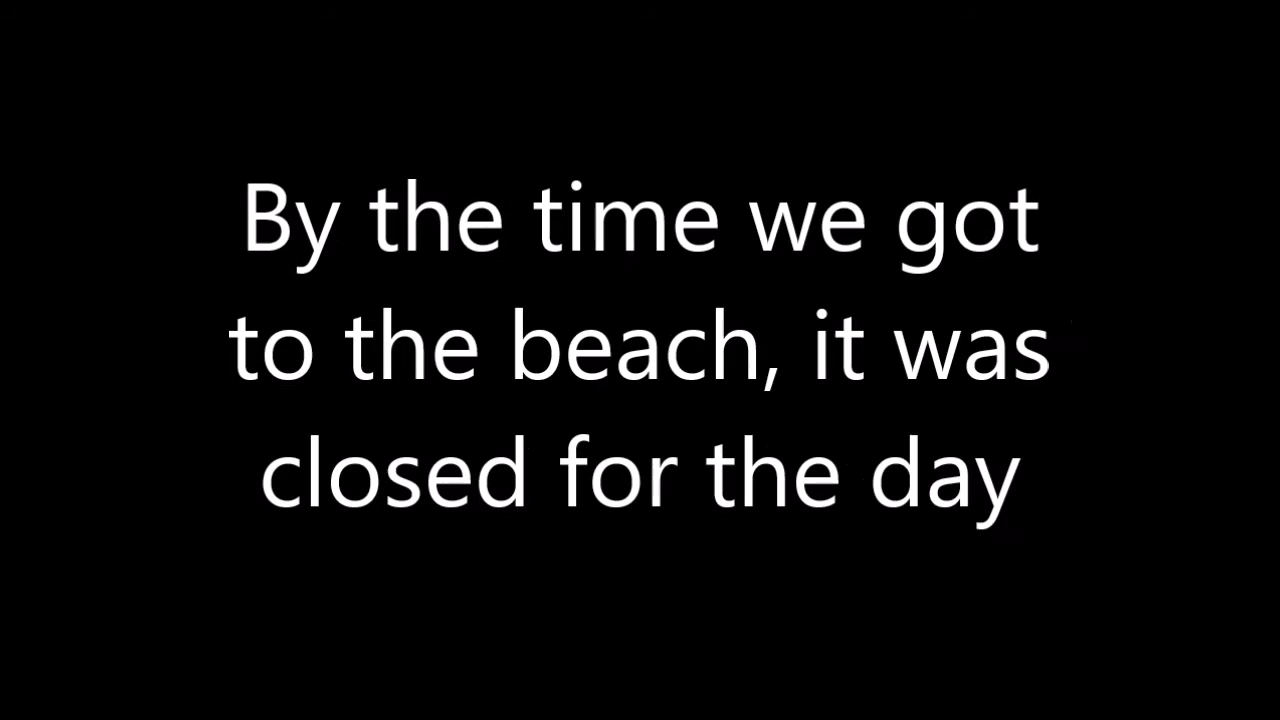 By the time we got
to the beach, it was
closed for the day